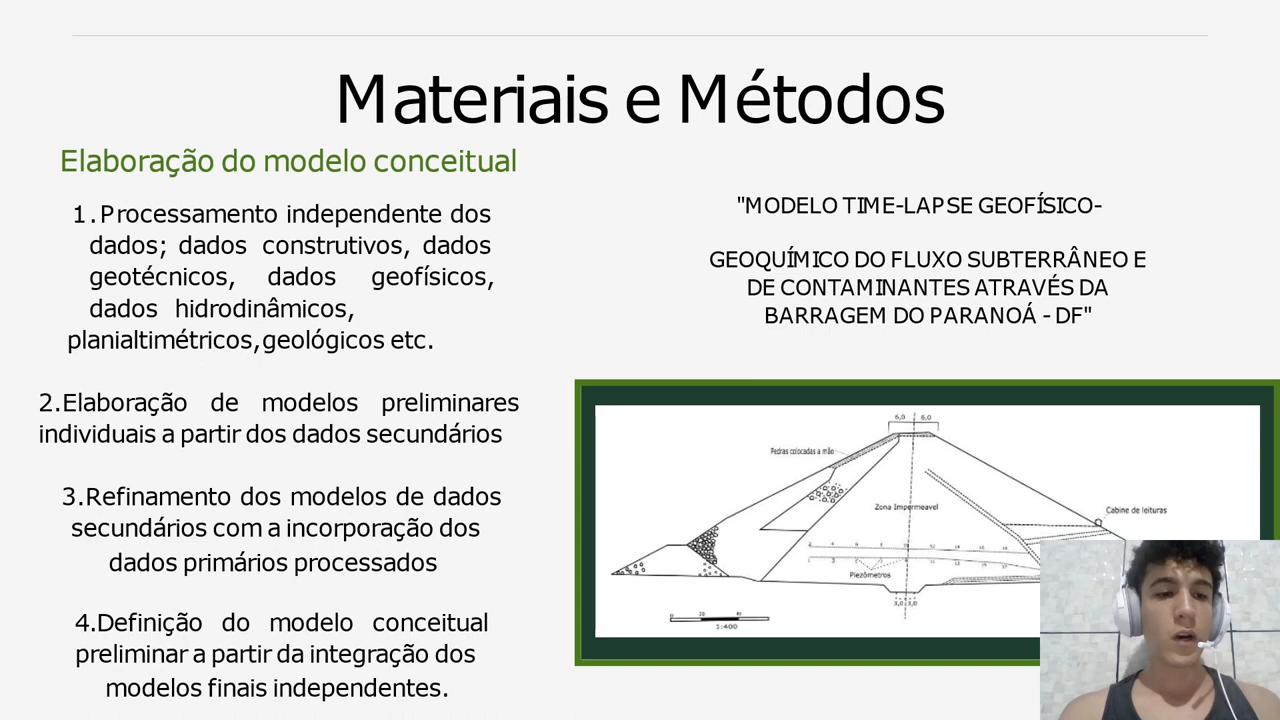 Materiais e Métodos
Elaboração do modelo conceitual
1.Processamento independente dos
dados; dados construtivos, dados
geotécnicos, dados geofísicos,
dados hidrodinâmicos,
planialtimétricos,geológicos etc.
2.Elaboração de modelos preliminares
individuais a partir dos dados secundários
3.Refinamento dos modelos de dados
secundários com a incorporação dos
dados primários processados
4.Definição do modelo conceitual
preliminar a partir da integração dos
modelos finais independentes.
"MODELO TIME-LAPSE GEOFÍSICO-
GEOQUÍMICO DO FLUXO SUBTERRÂNEO E
DE CONTAMINANTES ATRAVÉS DA
BARRAGEM DO PARANOÁ - DF"
6,0 6,0
Pedras colocadas a mão
Zona Impermeavel
Cabine de leituras
Piezômetros
3,0 3,0
20 40
1:400